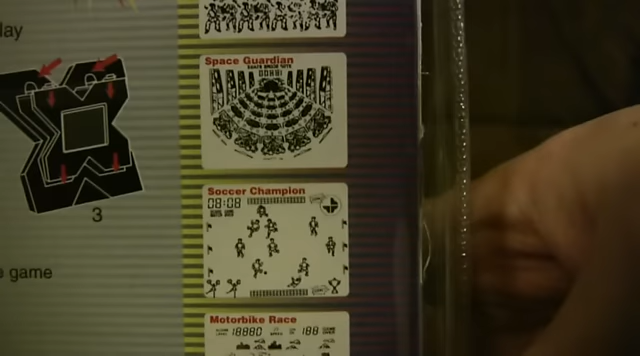 lay
Space Guardian
Soccer Champion
08:08
3
game
Motorbike Race
18880
188